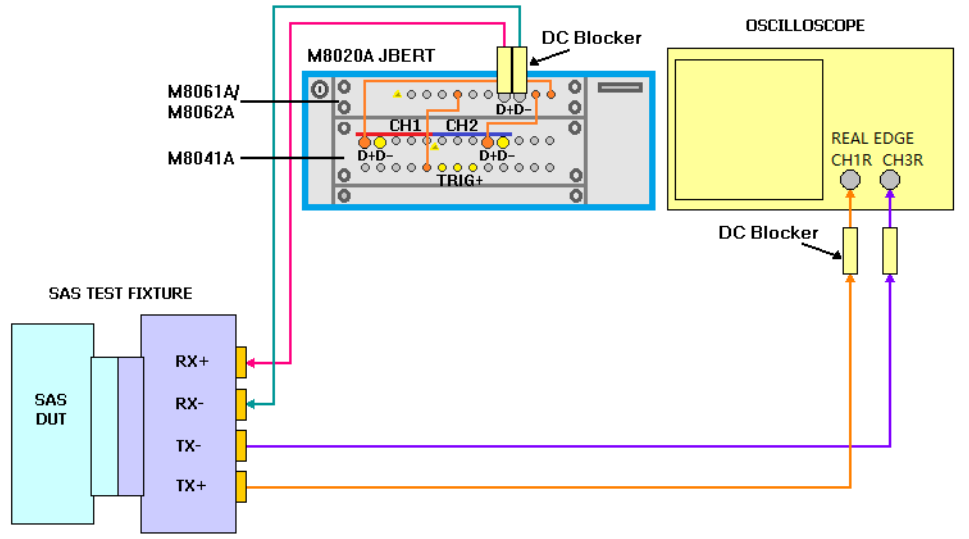 OSCILLOSCOPE
DC Blocker
M8020A JBERT
M8061A/
M8062A
D+D-
CH1 CH2
REAL EDGE
M8041A
D+D- D+D-
CH1R CH3R
TRIG+
DC Blocker
SAS TEST FIXTURE
RX+
SAS
DUT
RX-
TX-
TX+